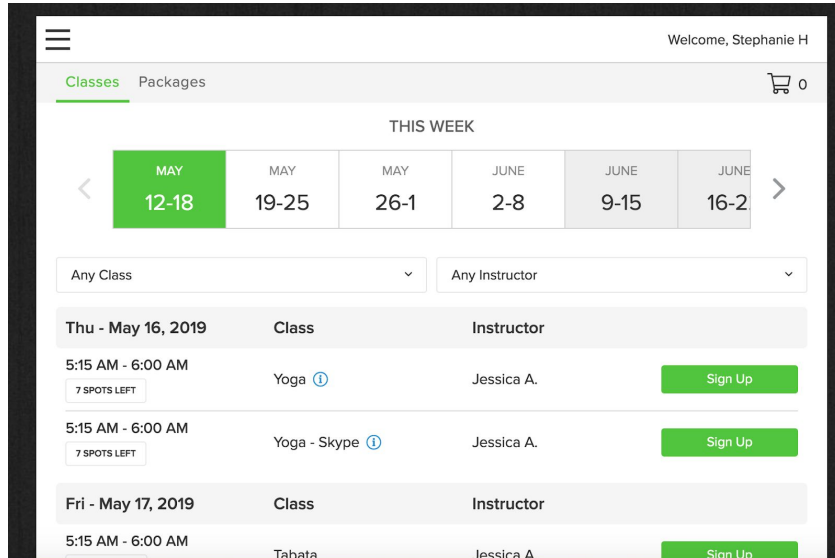 Welcome, Stephanie H
Classes Packages 0
THIS WEEK
MAY MAY MAY JUNE JUNE JUNE
12-18 19-25 26-1 2-8 9-15 16-2
Any Class Any Instructor
Thu - May 16, 2019 Class Instructor
5:15 AM - 6:00 AM
7 SPOTS LEFT Yoga Jessica A. Sign Up
5:15 AM - 6:00 AM
7 SPOTS LEFT Yoga - Skype Jessica A. Sign Up
Fri - May 17, 2019 Class Instructor
5:15 AM - 6:00 AM
Tabata Jessica A. Sign Up